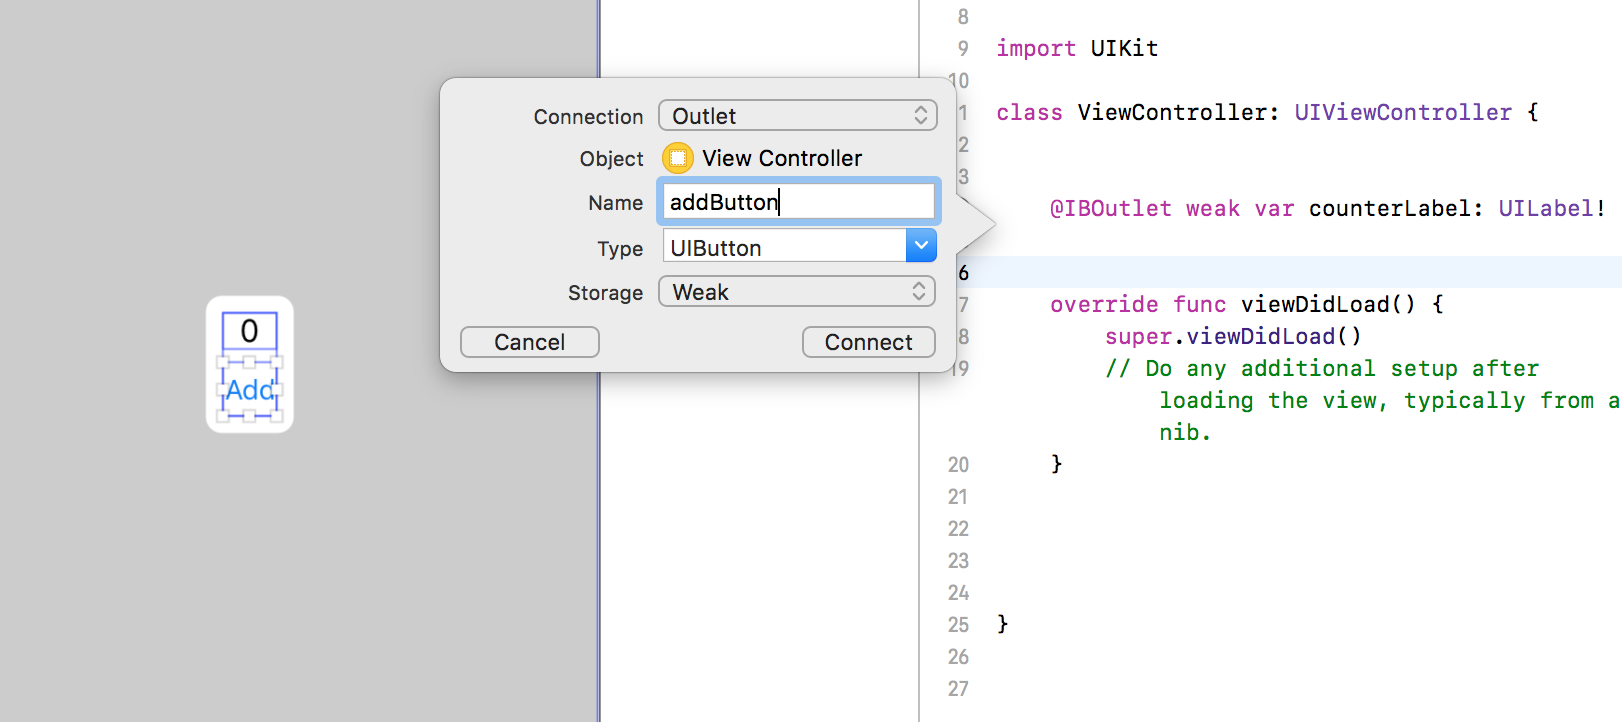 Connection Outlet
Object View Controller
Name addButton
Type UIButton
Storage Weak
Cancel Connect
0
Add
8
9 import UIKit
10
1 class ViewController: UIViewController {
2
3
@IBOutlet weak var counterLabel: UILabel!
6
7 override func viewDidLoad() {
8 super.viewDidLoad()
19 // Do any additional setup after
loading the view, typically from a
nib.
20 }
21
22
23
24
25 }
26
27